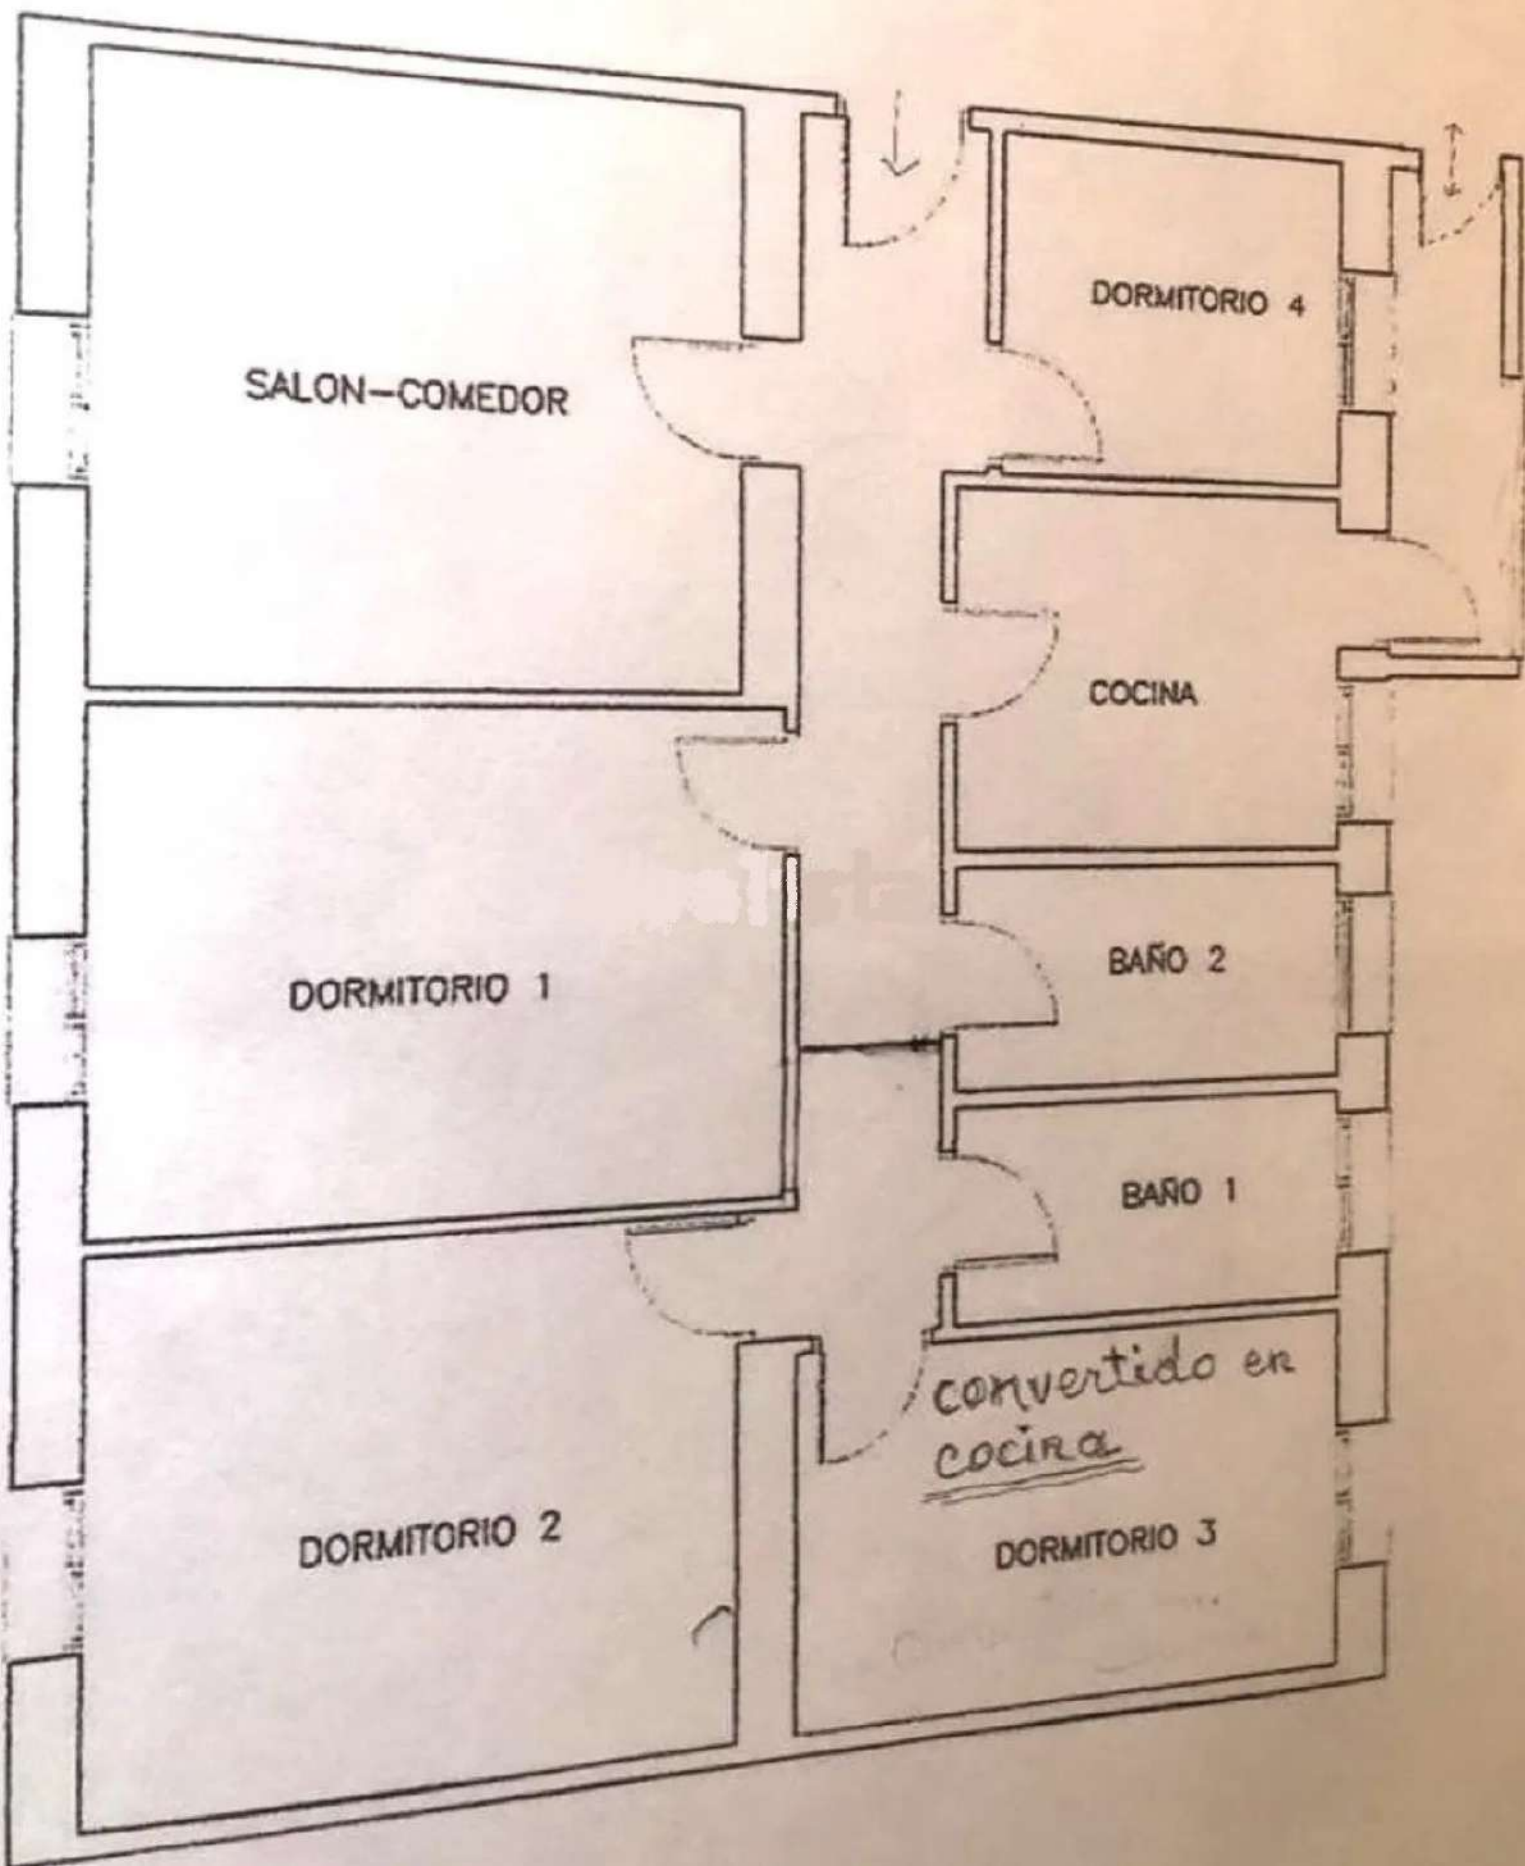 DORMITORIO 4
SALON-COMEDOR
COCINA
BAÑO 2
DORMITORIO 1
BAÑO 1
convertido en
cocina
DORMITORIO 2
DORMITORIO 3